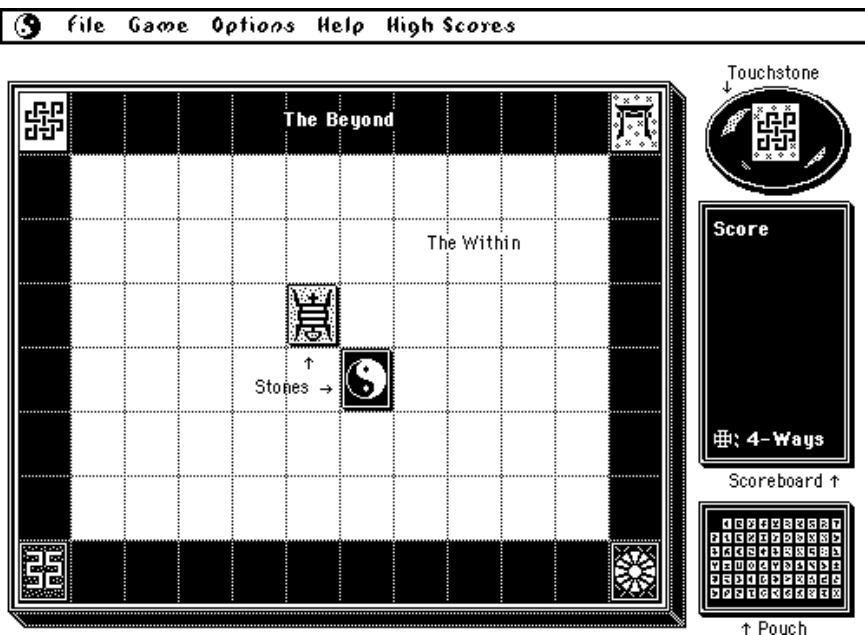 File Game Options Help High Scores
Touchstone
↓
The Beyond
Score
The Within
↑
Stones →
: 4-Ways
Scoreboard ↑
↑ Pouch